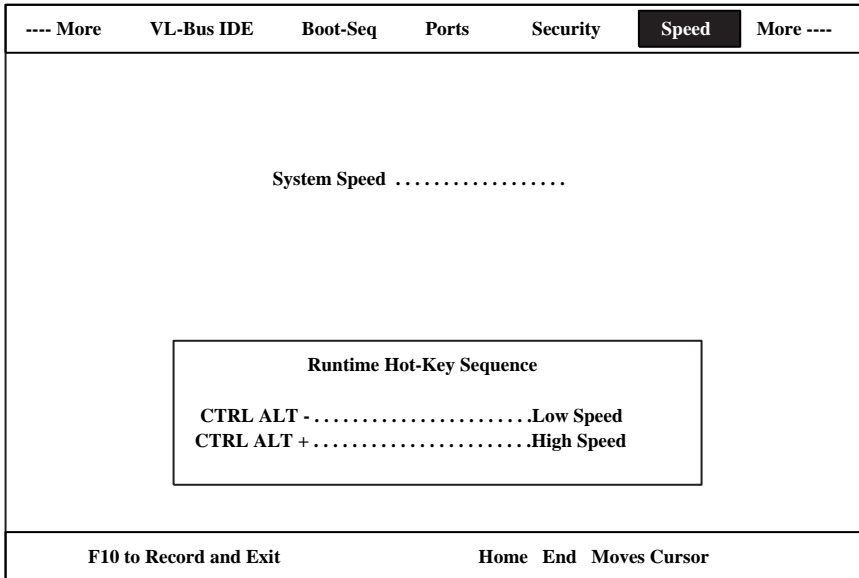 ---- More VL-Bus IDE Boot-Seq Ports Security Speed More ----
System Speed . . . . . . . . . . . . . . . . . .
Runtime Hot-Key Sequence
CTRL ALT - . . . . . . . . . . . . . . . . . . . . . . .Low Speed
CTRL ALT + . . . . . . . . . . . . . . . . . . . . . . .High Speed
F10 to Record and Exit Home End Moves Cursor